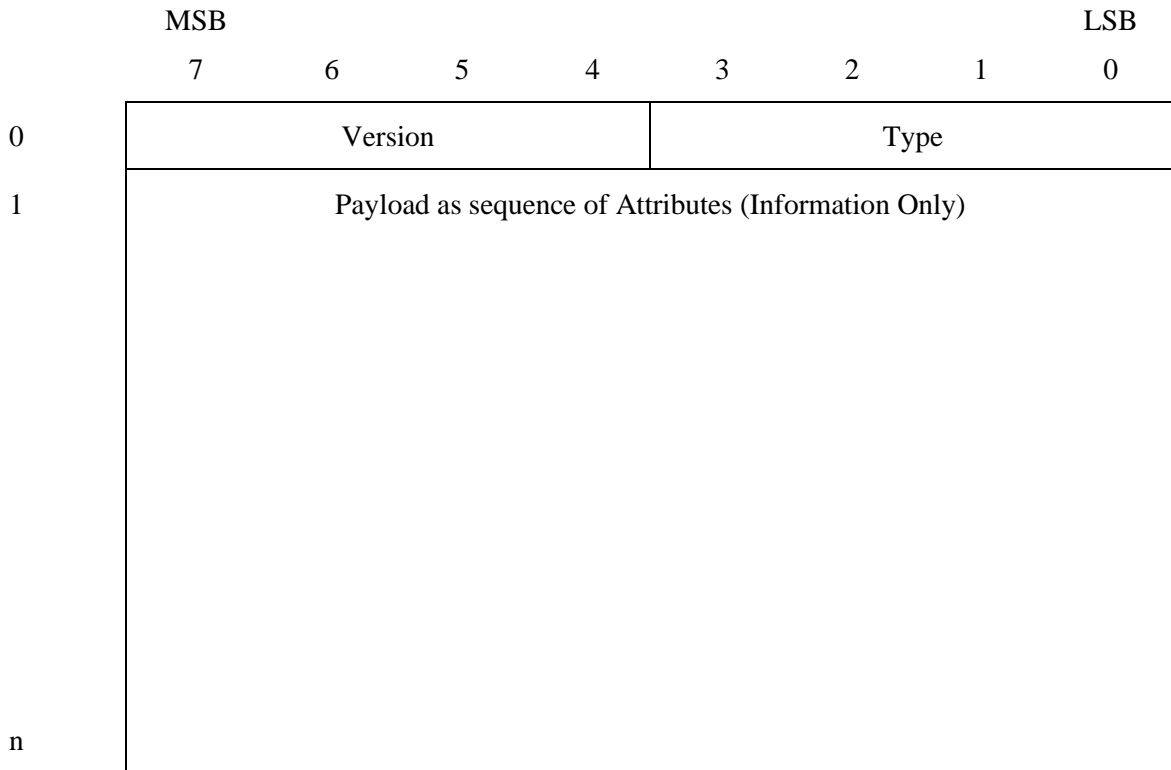 MSB LSB
7 6 5 4 3 2 1 0
0 Version Type
1 Payload as sequence of Attributes (Information Only)
n